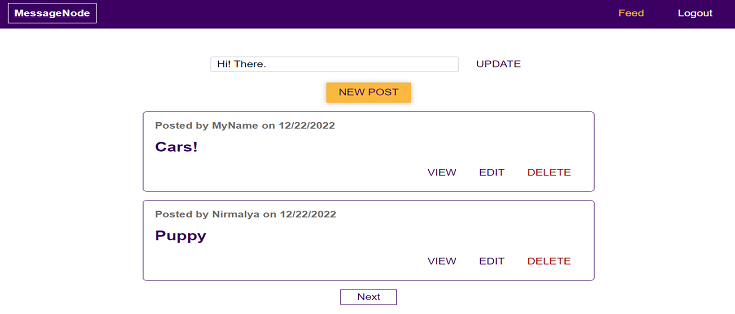 MessageNode Feed Logout
Hi! There. UPDATE
NEW POST
Posted by MyName on 12/22/2022
Cars!
VIEW EDIT DELETE
Posted by Nirmalya on 12/22/2022
Puppy
VIEW EDIT DELETE
Next